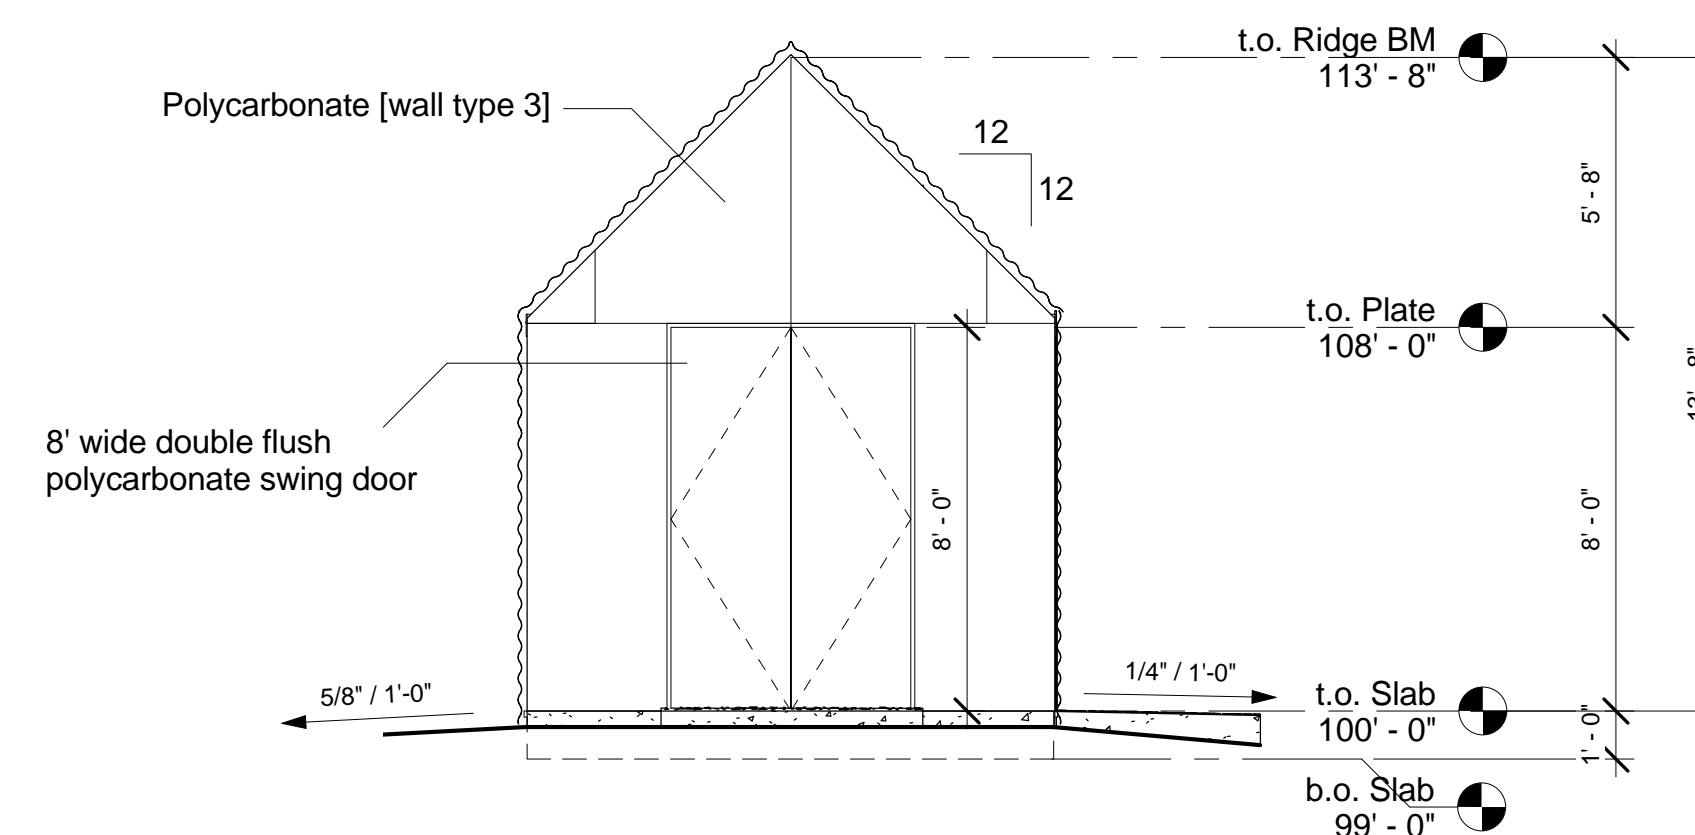 t.o. Ridge BM
113' - 8"
Polycarbonate [wall type 3]
12
12
5' - 8"
t.o. Plate
108' - 0"
8' wide double flush
polycarbonate swing door
8' - 0"
8' - 0"
5/8" / 1'-0"
1/4" / 1'-0"
t.o. Slab
100' - 0"
1' - 0"
b.o. Slab
99' - 0"